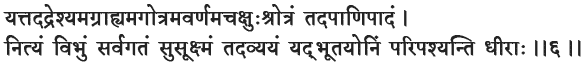 यत्तदद्रेश्यमग्राह्यमगोत्रमवर्णमचक्षुःश्रोत्रं तदपाणिपादं ।
नित्यं विभुं सर्वगतं सुसूक्ष्मं तदव्ययं यद्भूतयोनिं परिपश्यन्ति धीराः ।।६ ।।